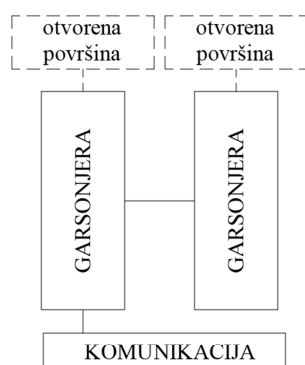 otvorena
površina
otvorena
površina
GARSONJERA
GARSONJERA
KOMUNIKACIJA